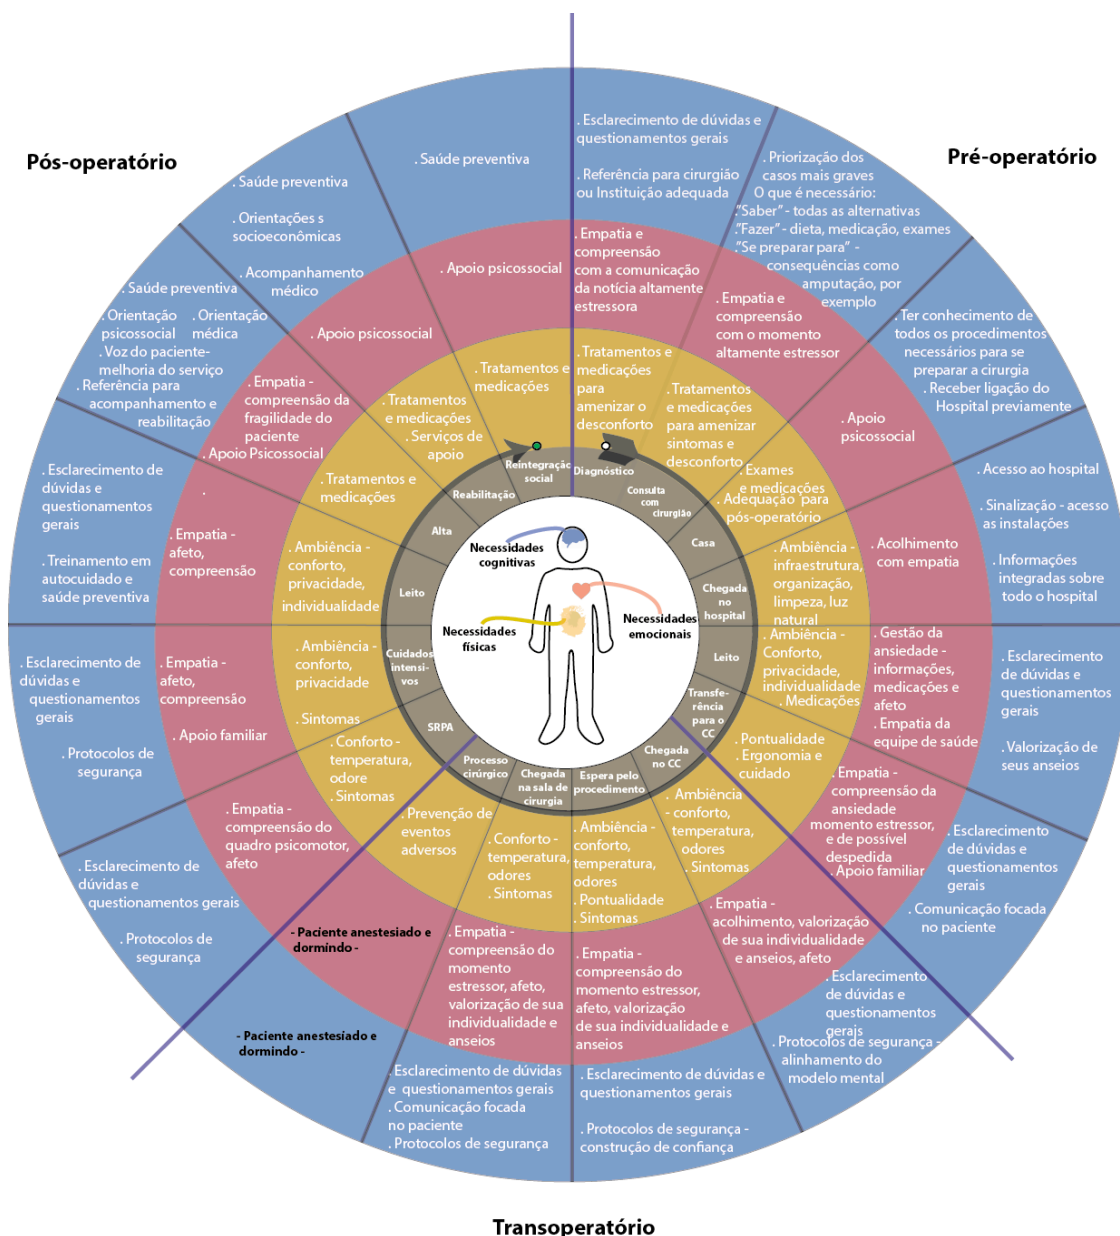 Pós-operatório
Pré-operatório
Transoperatório
. Esclarecimento de dúvidas e
questionamentos gerais
. Referência para cirurgião
ou Instituição adequada
. Empatia e
compreensão
com a comunicação
da notícia altamente
estressora
. Tratamentos e
medicações
para
amenizar o
desconforto
Diagnóstico
. Priorização dos
casos mais graves
O que é necessário:
."Saber" - todas as alternativas
."Fazer" - dieta, medicação, exames
."Se preparar para" -
consequências como
amputação, por
exemplo
. Empatia e
compreensão
com o momento
altamente estressor
. Tratamentos
e medicações
para amenizar
sintomas e
desconforto
Consulta
com
cirurgião
. Ter conhecimento de
todos os procedimentos
necessários para se
preparar a cirurgia
. Receber ligação do
Hospital previamente
. Apoio
psicossocial
. Exames
e medicações
. Adequação para
pós-operatório
Casa
. Acesso ao hospital
. Sinalização - acesso
as instalações
. Informações
integradas sobre
todo o hospital
. Acolhimento
com empatia
. Ambiência -
infraestrutura,
organização,
limpeza, luz
natural
Chegada
no
hospital
. Esclarecimento
de dúvidas e
questionamentos
gerais
. Valorização de
seus anseios
. Gestão da
ansiedade -
informações,
medicações e
afeto
. Empatia da
equipe de saúde
. Ambiência -
Conforto,
privacidade,
individualidade
. Medicações
Leito
. Esclarecimento
de dúvidas e
questionamentos
gerais
. Comunicação focada
no paciente
. Empatia -
compreensão da
ansiedade
momento estressor,
e de possível
despedida
. Apoio familiar
. Pontualidade
. Ergonomia e
cuidado
Transfe-
rência
para o CC
. Esclarecimento
de dúvidas e
questionamentos
gerais
. Protocolos de segurança -
alinhamento do
modelo mental
. Empatia -
acolhimento, valorização
de sua individualidade
e anseios, afeto
. Ambiência
- conforto,
temperatura,
odores
. Sintomas
Chegada
no CC
. Esclarecimento de dúvidas e
questionamentos gerais
. Protocolos de segurança -
construção de confiança
. Empatia -
compreensão do
momento estressor,
afeto, valorização
de sua individualidade e
anseios
. Ambiência -
conforto,
temperatura,
odores
. Pontualidade
. Sintomas
Espera pelo
procedimento
. Esclarecimento de dúvidas
e questionamentos gerais
. Comunicação focada
no paciente
. Protocolos de segurança
. Empatia -
compreensão do
momento
estressor, afeto,
valorização de sua
individualidade e
anseios
. Conforto
- temperatura,
odores
. Sintomas
Chegada
na sala de
cirurgia
- Paciente anestesiado e
dormindo -
- Paciente anestesiado e
dormindo -
. Prevenção de
eventos
adversos
Processo
cirúrgico
. Esclarecimento de
dúvidas e
questionamentos gerais
. Protocolos de
segurança
. Empatia -
compreensão do
quadro psicomotor,
afeto
. Conforto -
temperatura,
odore
. Sintomas
SRPA
. Esclarecimento de
dúvidas e
questionamentos
gerais
. Protocolos de
segurança
. Empatia -
afeto,
compreensão
. Apoio familiar
. Ambiência -
conforto,
privacidade
. Sintomas
Cuidados
intensi-
vos
. Esclarecimento de
dúvidas e
questionamentos
gerais
. Treinamento em
autocuidado e
saúde preventiva
. Empatia -
afeto,
compreensão
. Ambiência -
conforto,
privacidade,
individualidade
Leito
. Saúde preventiva
. Orientação
psicossocial
. Orientação
médica
. Voz do paciente-
melhoria do serviço
. Referência para
acompanhamento e
reabilitação
. Empatia -
compreensão da
fragilidade do
paciente
. Apoio Psicossocial
.
. Tratamentos e
medicações
Alta
. Saúde preventiva
. Orientações s
socioeconômicas
. Acompanhamento
médico
. Apoio psicossocial
. Tratamentos
e medicações
. Serviços de
apoio
Reabilitação
. Saúde preventiva
. Apoio psicossocial
. Tratamentos e
medicações
Reintegração
social
Necessidades
cognitivas
Necessidades
emocionais
Necessidades
físicas